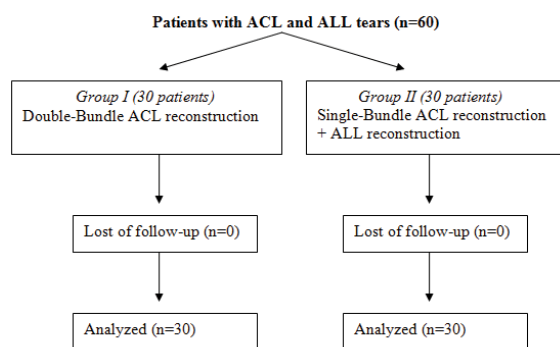 Patients with ACL and ALL tears (n=60)
Group I (30 patients)
Double-Bundle ACL reconstruction
Group II (30 patients)
Single-Bundle ACL reconstruction
+ ALL reconstruction
Lost of follow-up (n=0)
Lost of follow-up (n=0)
Analyzed (n=30)
Analyzed (n=30)